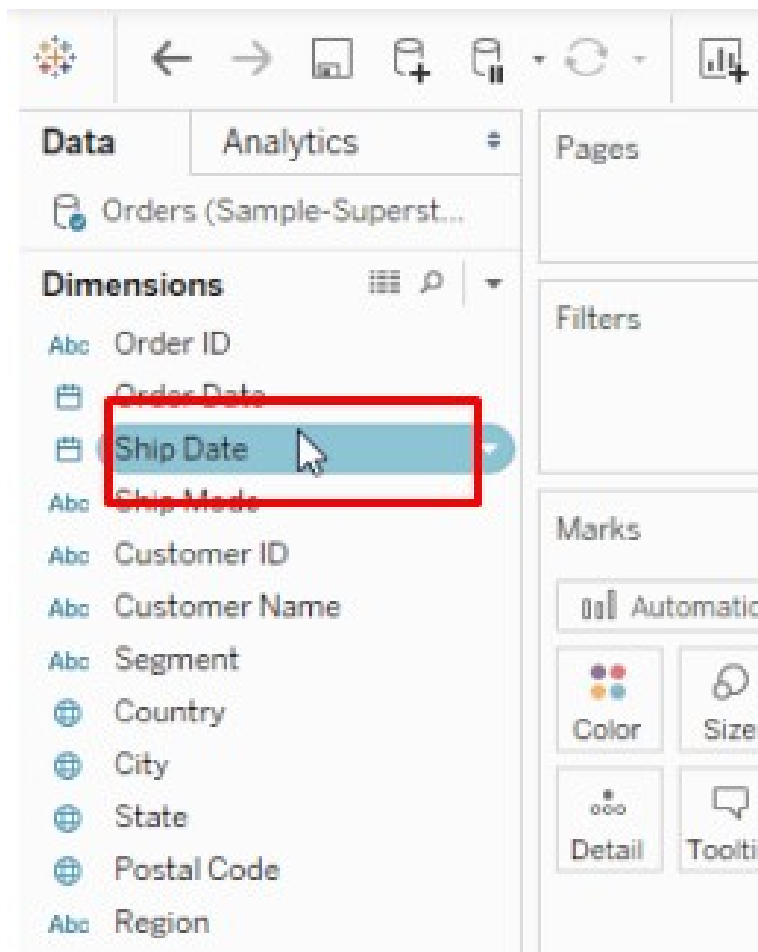 Data Analytics
Orders (Sample-Superst...
Dimensions
Abc Order ID
Order Date
Ship Date
Abc Ship Mode
Abc Customer ID
Abc Customer Name
Abc Segment
Country
City
State
Postal Code
Abc Region
Pages
Filters
Marks
Automatic
Color Size
Detail Toolti